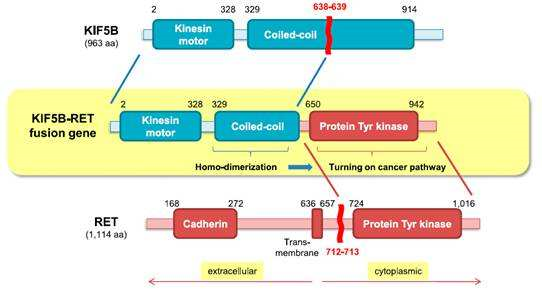 2 328 329 638-639 914
KIF5B
(963 aa)
Kinesin
motor
Coiled-coil
KIF5B-RET
fusion gene
2 328 329 650 942
Kinesin
motor
Coiled-coil
Protein Tyr kinase
Homo-dimerization Turning on cancer pathway
168 272 636 657 724 1,016
RET
(1,114 aa)
Cadherin
Protein Tyr kinase
Trans-
membrane
712-713
extracellular cytoplasmic